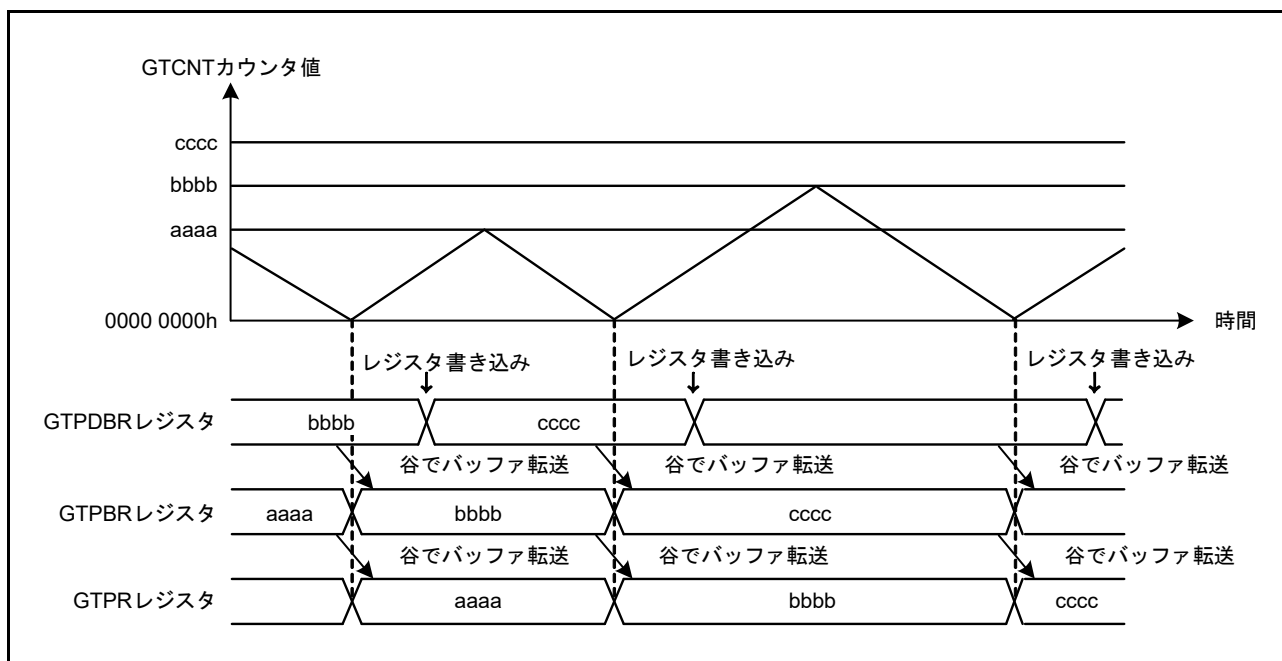 GTCNTカウンタ値
cccc
bbbb
aaaa
0000 0000h
時間
レジスタ書き込み レジスタ書き込み レジスタ書き込み
GTPDBRレジスタ bbbb cccc
谷でバッファ転送 谷でバッファ転送 谷でバッファ転送
GTPBRレジスタ aaaa bbbb cccc
谷でバッファ転送 谷でバッファ転送 谷でバッファ転送
GTPRレジスタ aaaa bbbb cccc